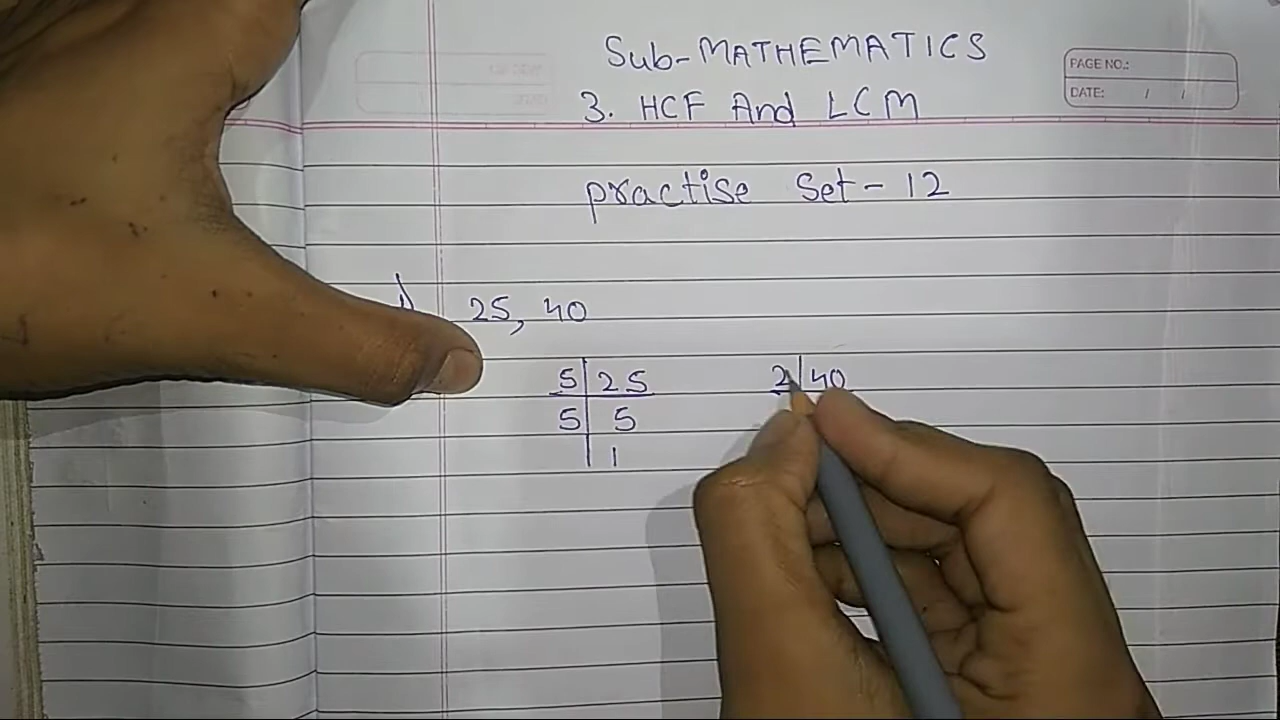 Sub-MATHEMATICS
PAGE NO.:
3. HCF And LCM
DATE: / /
Practise Set-12
25, 40
5 | 25
5 | 5
1
2 | 40